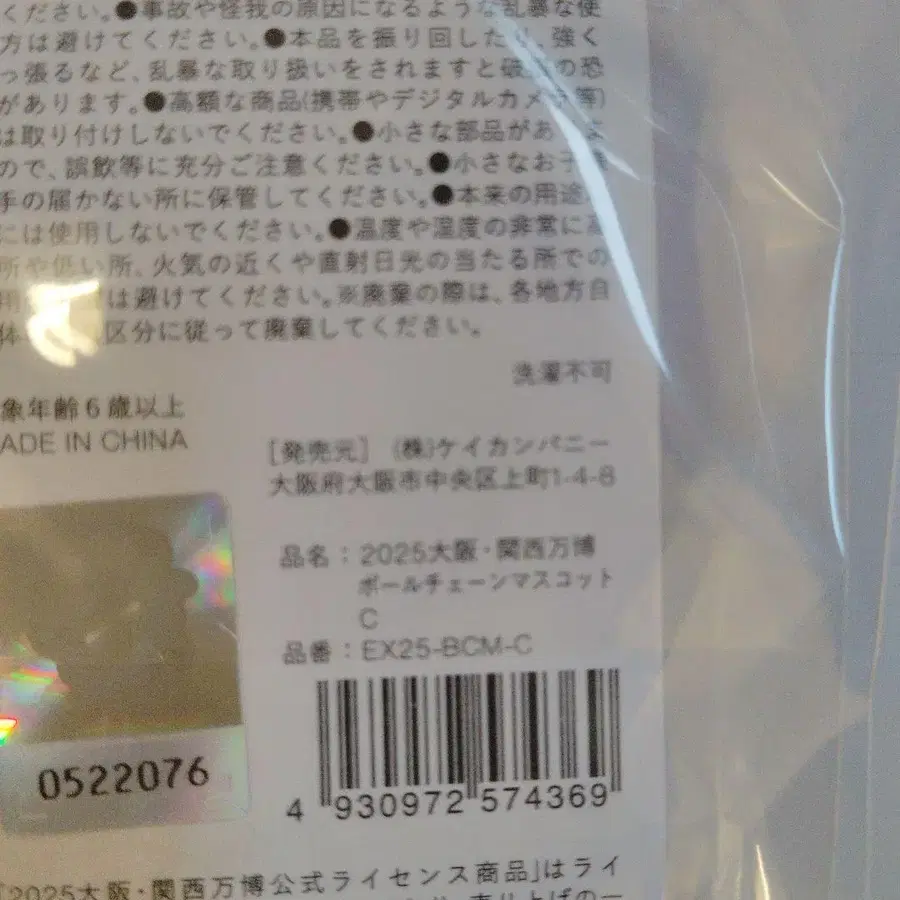 ください。●事故や怪我の原因になるような乱暴な使
方は避けてください。●本品を振り回したり、強く
っ張るなど、乱暴な取り扱いをされますと破損の恐
があります。●高額な商品(携帯やデジタルカメラ等)
は取り付けしないでください。●小さな部品があ
ので、誤飲等に充分ご注意ください。●小さなお子様
手の届かない所に保管してください。●本来の用途
には使用しないでください。●温度や湿度の非常に高
所や低い所、火気の近くや直射日光の当たる所での
は避けてください。※廃棄の際は、各地方自
体 区分に従って廃棄してください。
洗濯不可
象年齢6歳以上
ADE IN CHINA
[発売元] (株)ケイカンパニー
大阪府大阪市中央区上町1-4-8
品名：2025大阪・関西万博
ボールチェーンマスコット
C
品番：EX25-BCM-C
0522076
4 930972 574369
「2025大阪・関西万博公式ライセンス商品」はライ